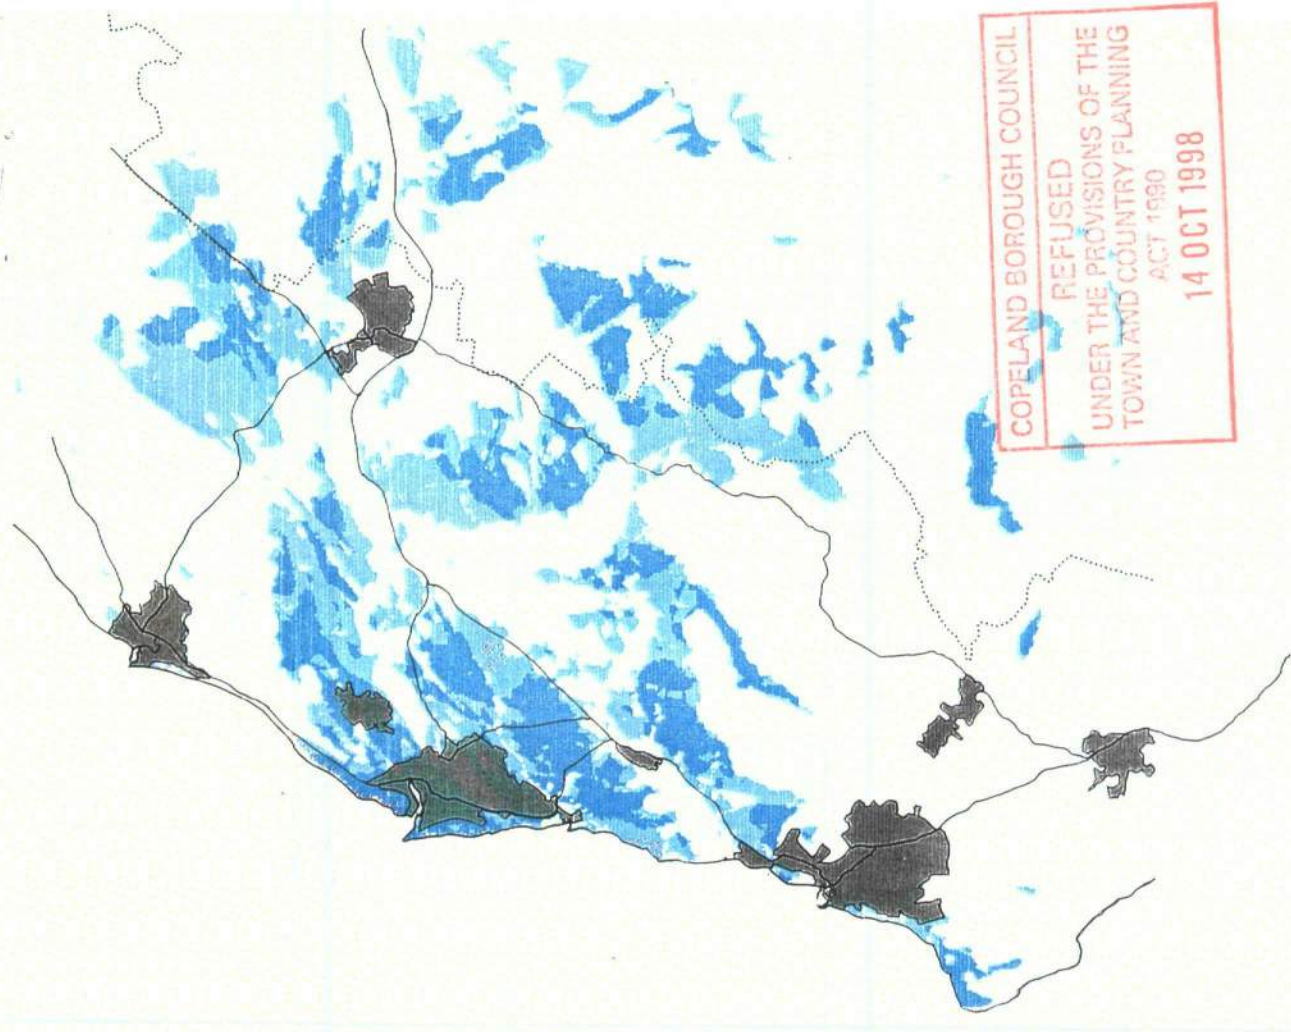 COPELAND BOROUGH COUNCIL
REFUSED
UNDER THE PROVISIONS OF THE
TOWN AND COUNTRY PLANNING
ACT 1990
14 OCT 1998